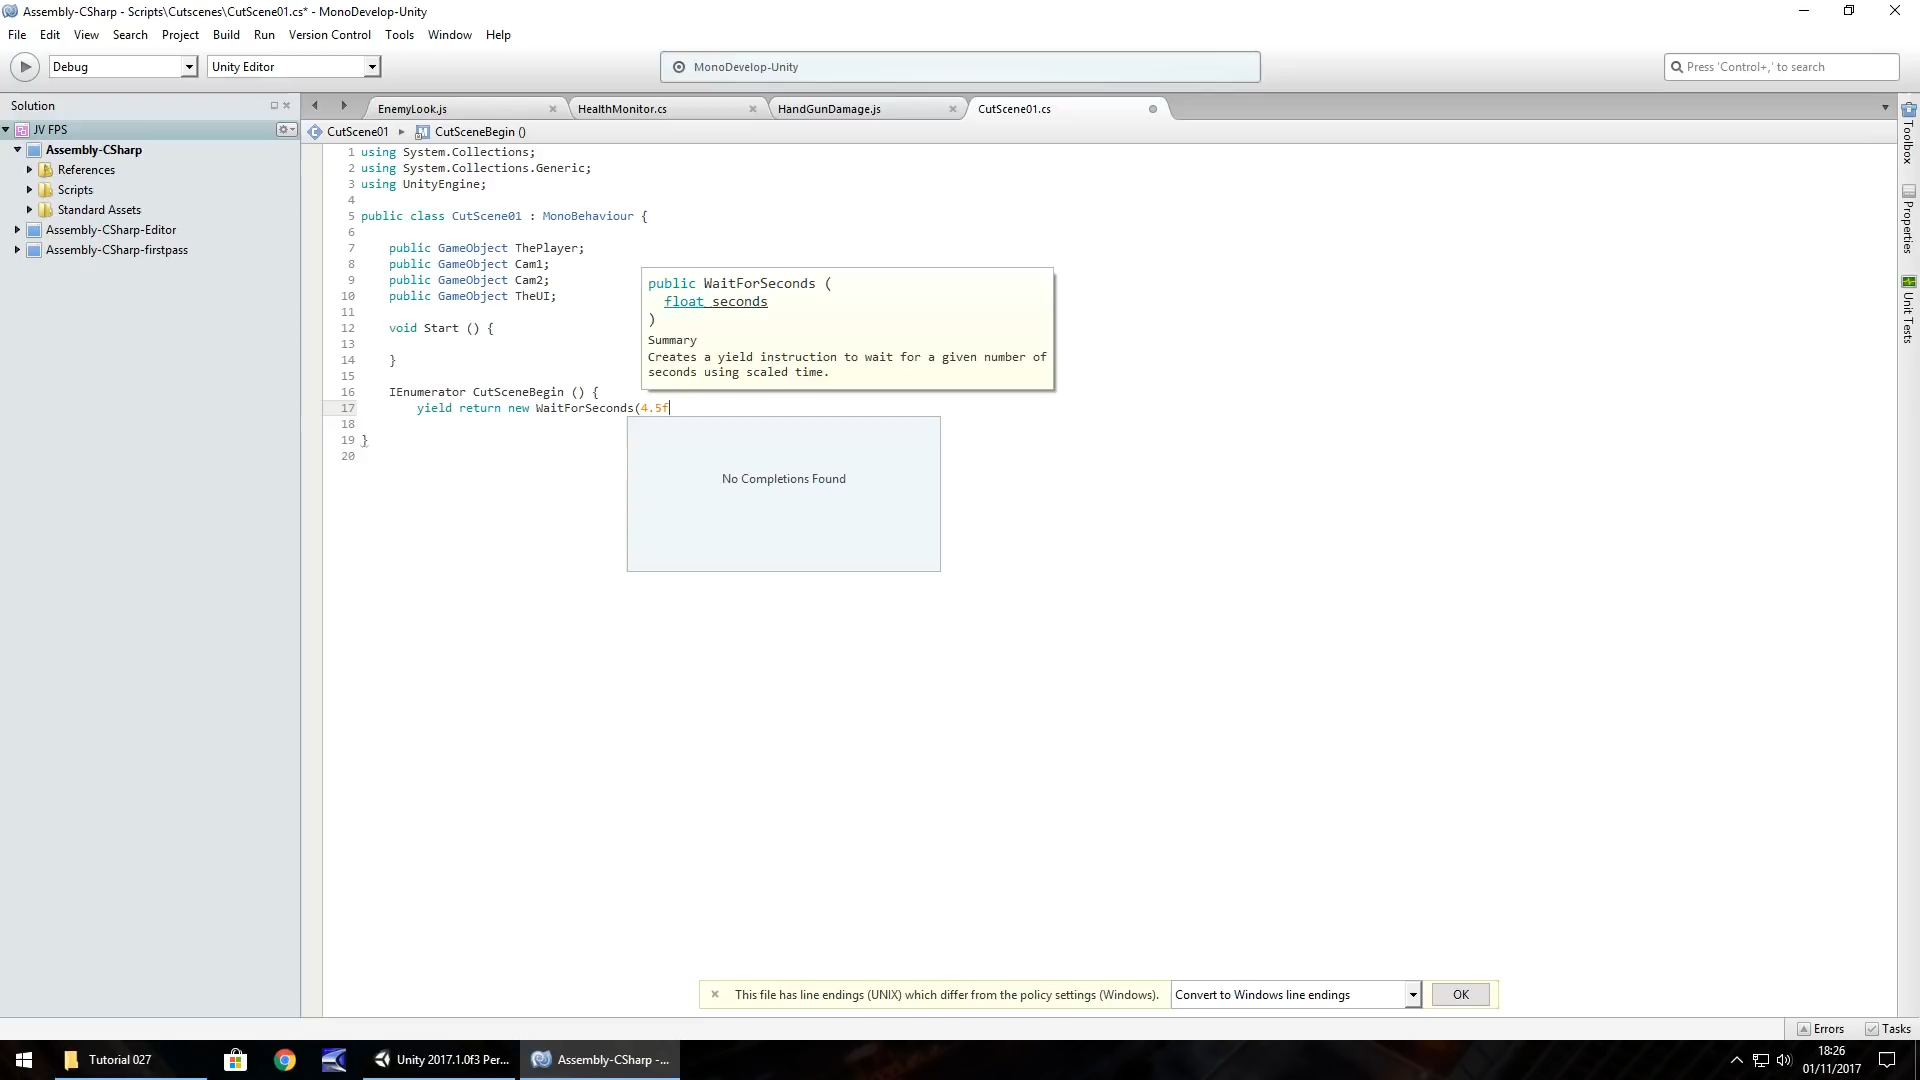 Assembly-CSharp - Scripts\Cutscenes\CutScene01.cs* - MonoDevelop-Unity
File Edit View Search Project Build Run Version Control Tools Window Help
Debug Unity Editor MonoDevelop-Unity Press 'Control+,' to search
Solution
JV FPS
Assembly-CSharp
References
Scripts
Standard Assets
Assembly-CSharp-Editor
Assembly-CSharp-firstpass
EnemyLook.js HealthMonitor.cs HandGunDamage.js CutScene01.cs
CutScene01 CutSceneBegin ()
1 using System.Collections;
2 using System.Collections.Generic;
3 using UnityEngine;
4
5 public class CutScene01 : MonoBehaviour {
6
7 public GameObject ThePlayer;
8 public GameObject Cam1;
9 public GameObject Cam2;
10 public GameObject TheUI;
11
12 void Start () {
13
14 }
15
16 IEnumerator CutSceneBegin () {
17 yield return new WaitForSeconds(4.5f
18
19 }
20
public WaitForSeconds (
float seconds
)
Summary
Creates a yield instruction to wait for a given number of
seconds using scaled time.
No Completions Found
Toolbox
Properties
Unit Tests
This file has line endings (UNIX) which differ from the policy settings (Windows). Convert to Windows line endings OK
Errors Tasks
Tutorial 027 Unity 2017.1.0f3 Per... Assembly-CSharp -...
18:26
01/11/2017